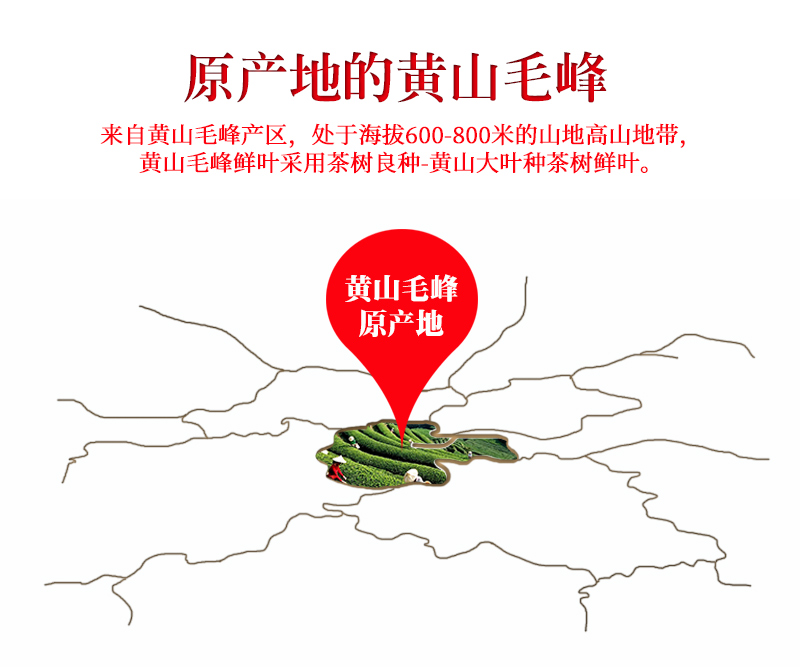 原产地的黄山毛峰
来自黄山毛峰产区，处于海拔600-800米的山地高山地带，
黄山毛峰鲜叶采用茶树良种-黄山大叶种茶树鲜叶。
黄山毛峰
原产地